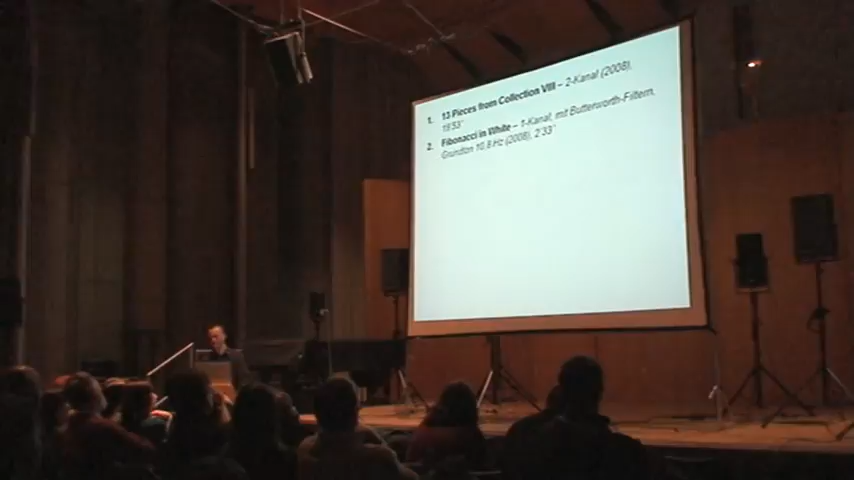 1. 13 Pieces from Collection VIII – 2-Kanal (2008),
15'53''
2. Fibonacci in White – 1-Kanal, mit Butterworth-Filtern,
Grundton 10,8 Hz (2008), 2'33''